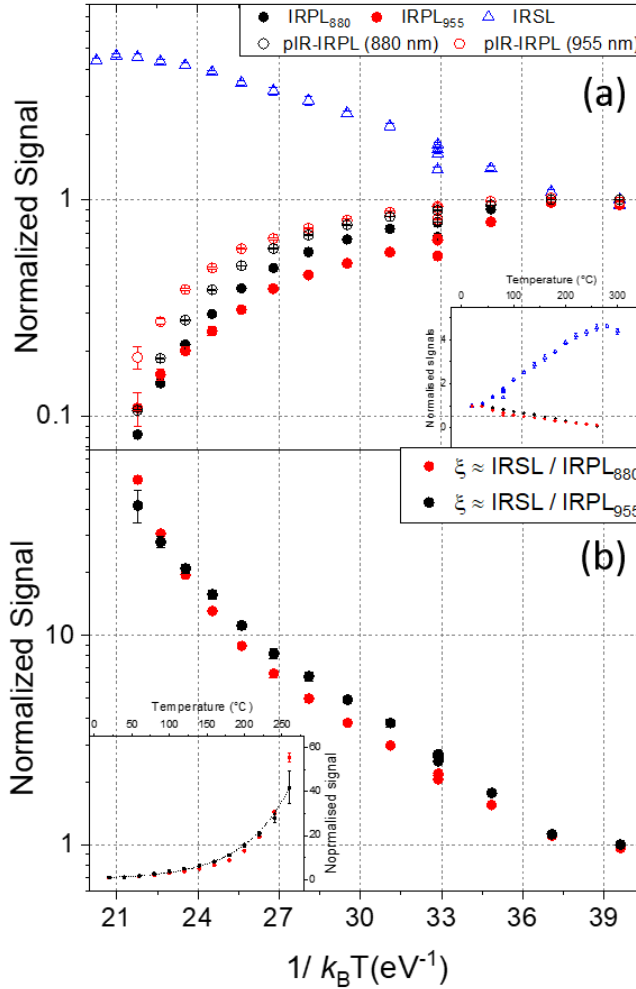 IRPL880 IRPL955 IRSL
pIR-IRPL (880 nm) pIR-IRPL (955 nm)
(a)
Normalized Signal
1
0.1
Temperature (°C)
Normalised signals
4
2
0
0 100 200 300
ξ ≈ IRSL / IRPL880
ξ ≈ IRSL / IRPL955
(b)
Normalized Signal
10
1
Temperature (°C)
0 50 100 150 200 250
Noprmalised signal
60
40
20
0
21 24 27 30 33 36 39
1/ kBT(eV-1)